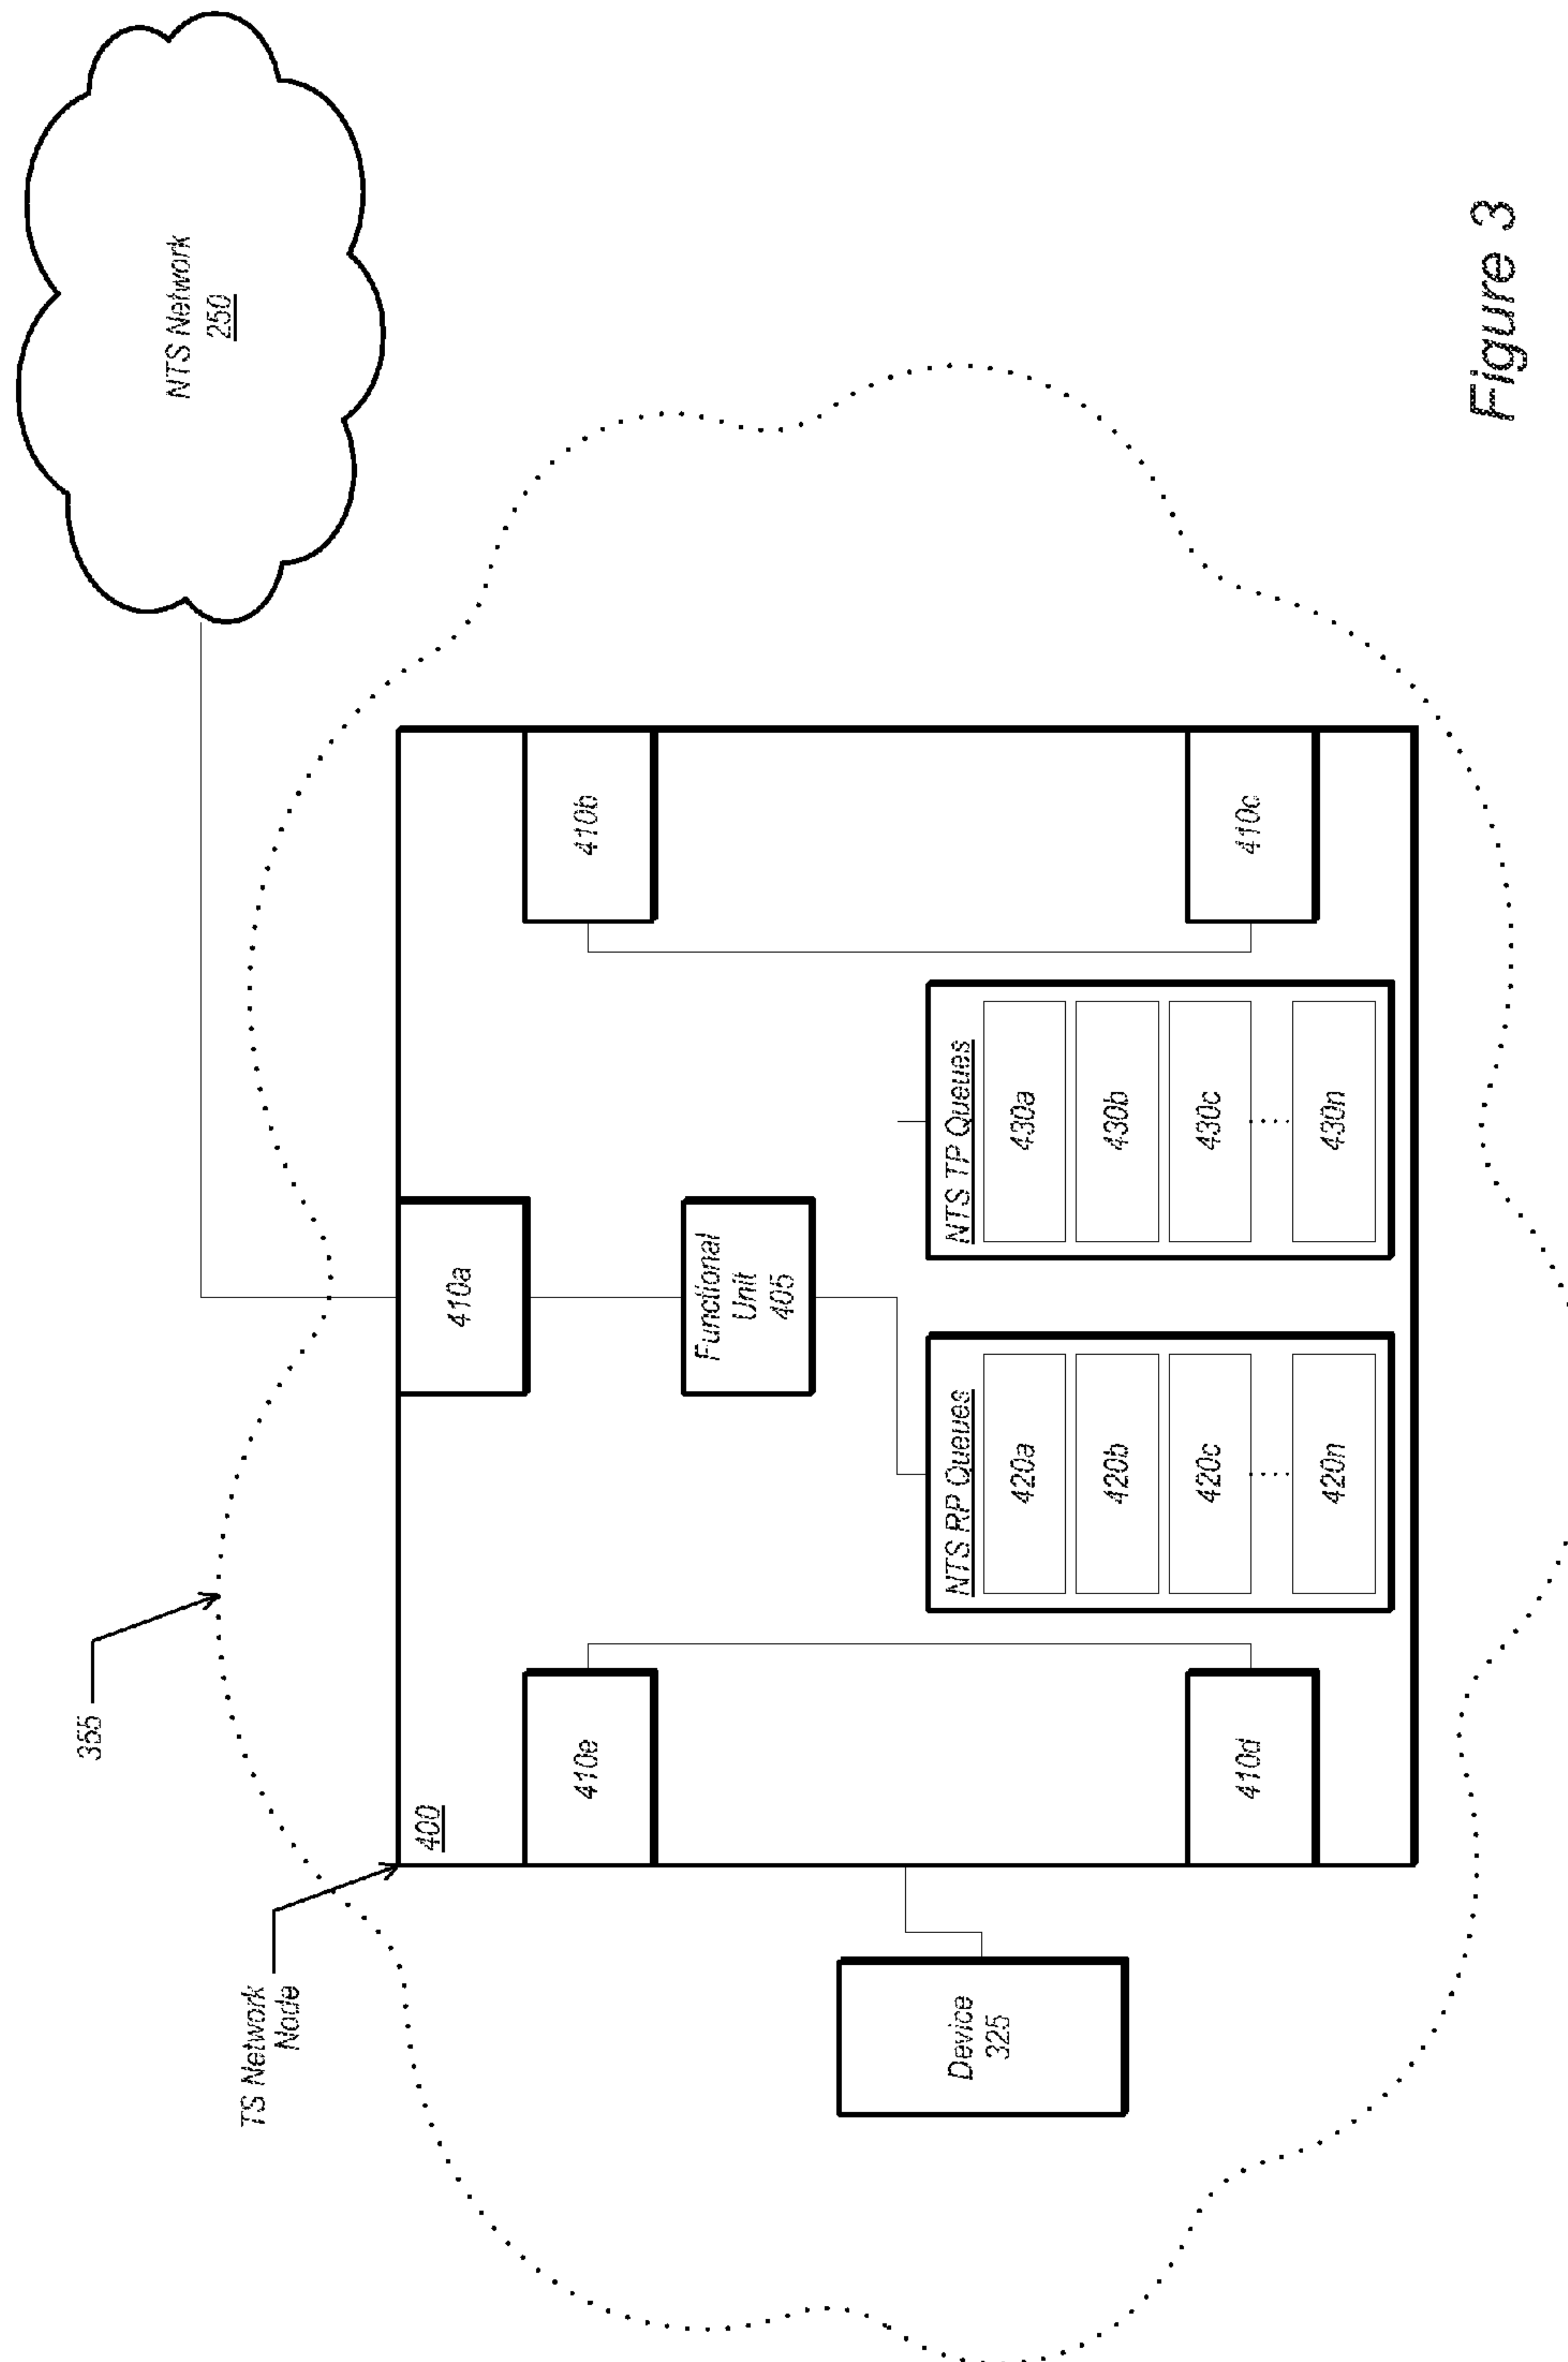 355
NTS Network
250
TS Network
Node
400
410a
410e
410b
Functional
Unit
405
Device
325
NTS RP Queues
420a
420b
420c
420n
NTS TP Queues
430a
430b
430c
430n
410d
410c
Figure 3